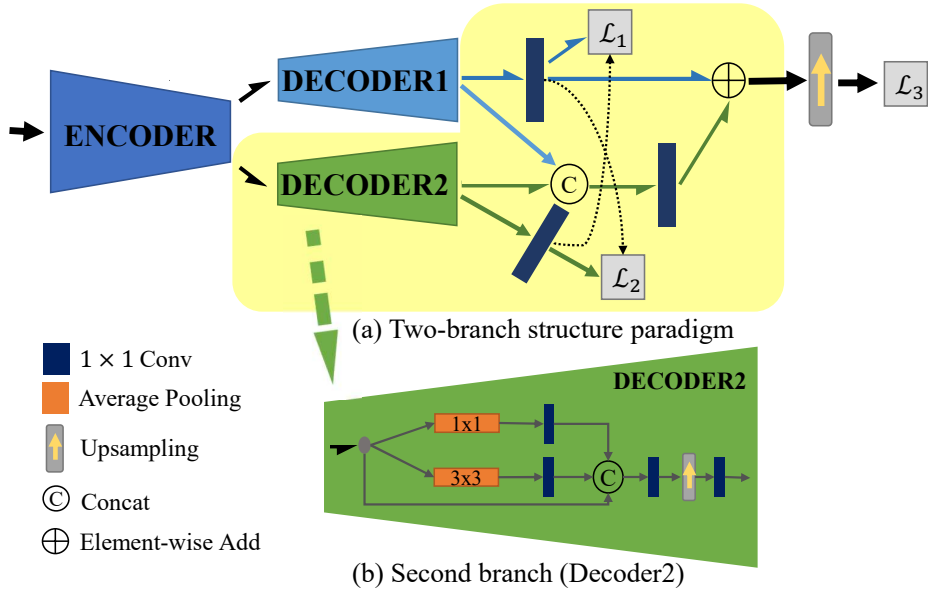 ENCODER
DECODER1
DECODER2
ℒ₁
C
ℒ₂
ℒ₃
(a) Two-branch structure paradigm
1 × 1 Conv
Average Pooling
Upsampling
C Concat
Element-wise Add
DECODER2
1x1
3x3
C
(b) Second branch (Decoder2)